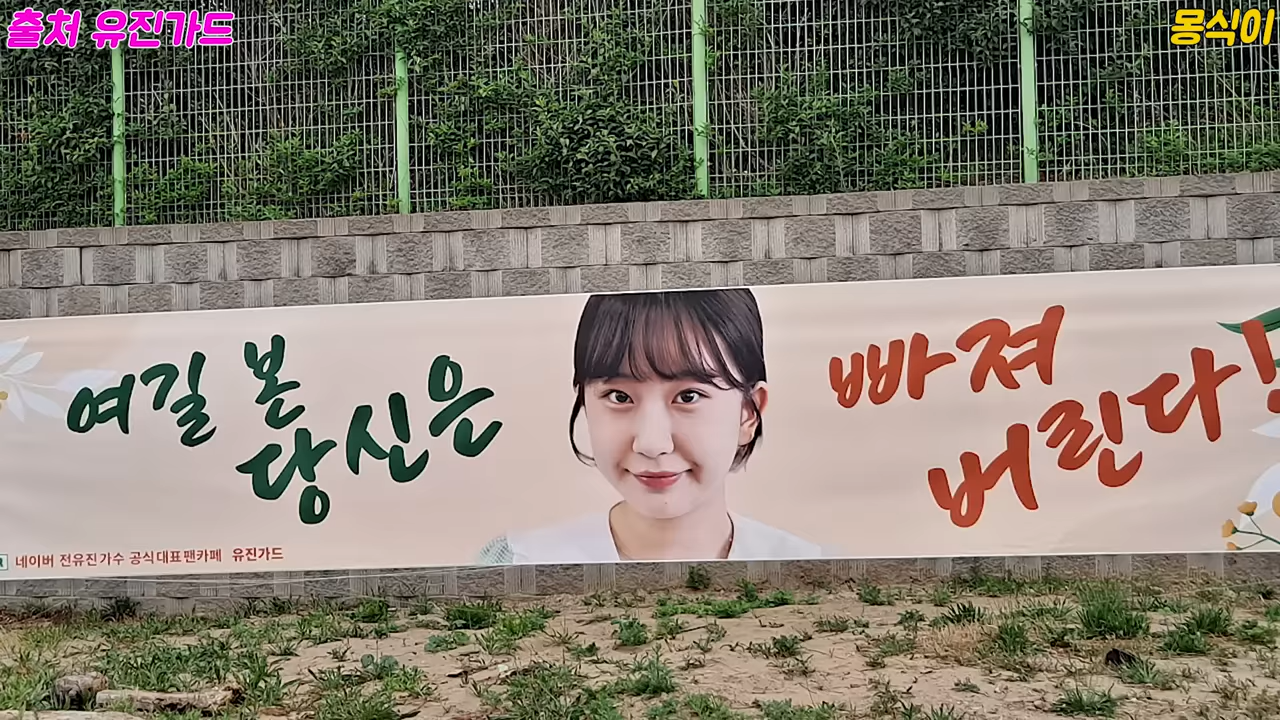 출처 유진가드
몽식이
여길 본
당신은
빠져
버린다!
네이버 전유진가수 공식대표팬카페 유진가드